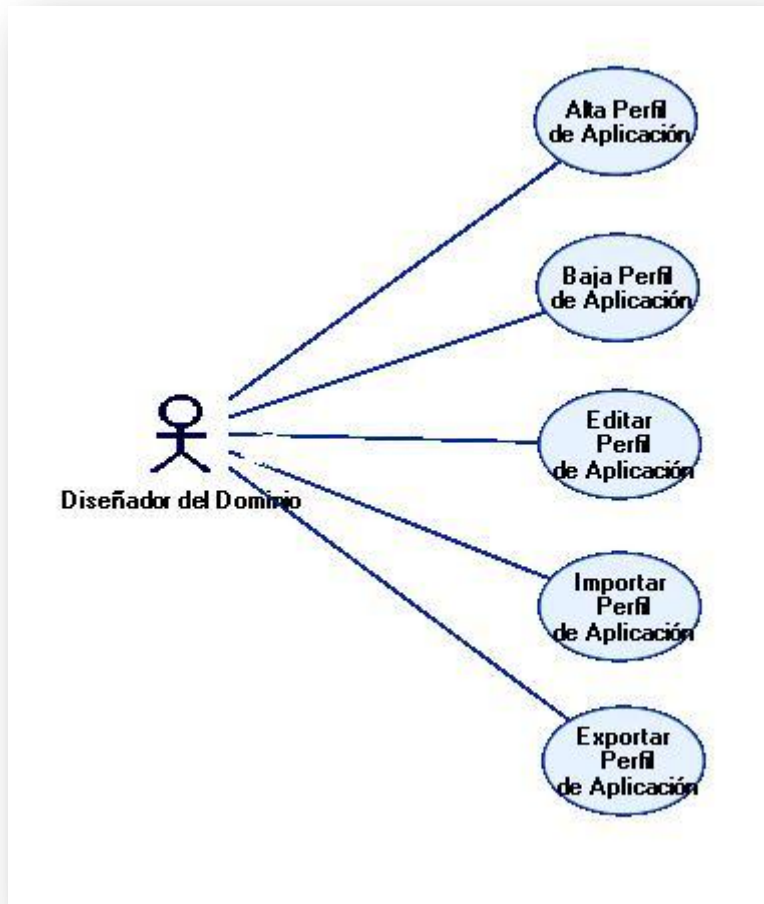 Alta Perfil
de Aplicación
Baja Perfil
de Aplicación
Editar
Perfil
de Aplicación
Diseñador del Dominio
Importar
Perfil
de Aplicación
Exportar
Perfil
de Aplicación